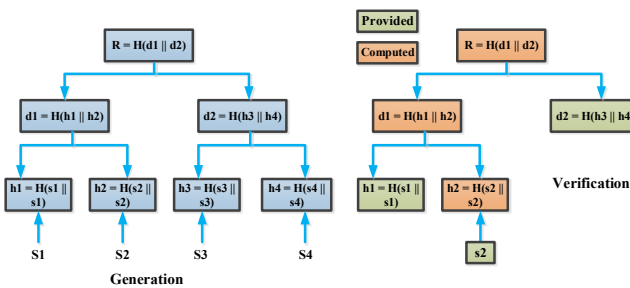 Provided
Computed
R = H(d1 || d2)
R = H(d1 || d2)
d1 = H(h1 || h2)
d2 = H(h3 || h4)
d1 = H(h1 || h2)
d2 = H(h3 || h4
h1 = H(s1 ||
s1)
h2 = H(s2 ||
s2)
h3 = H(s3 ||
s3)
h4 = H(s4 ||
s4)
h1 = H(s1 ||
s1)
h2 = H(s2 ||
s2)
Verification
S1
S2
S3
S4
s2
Generation